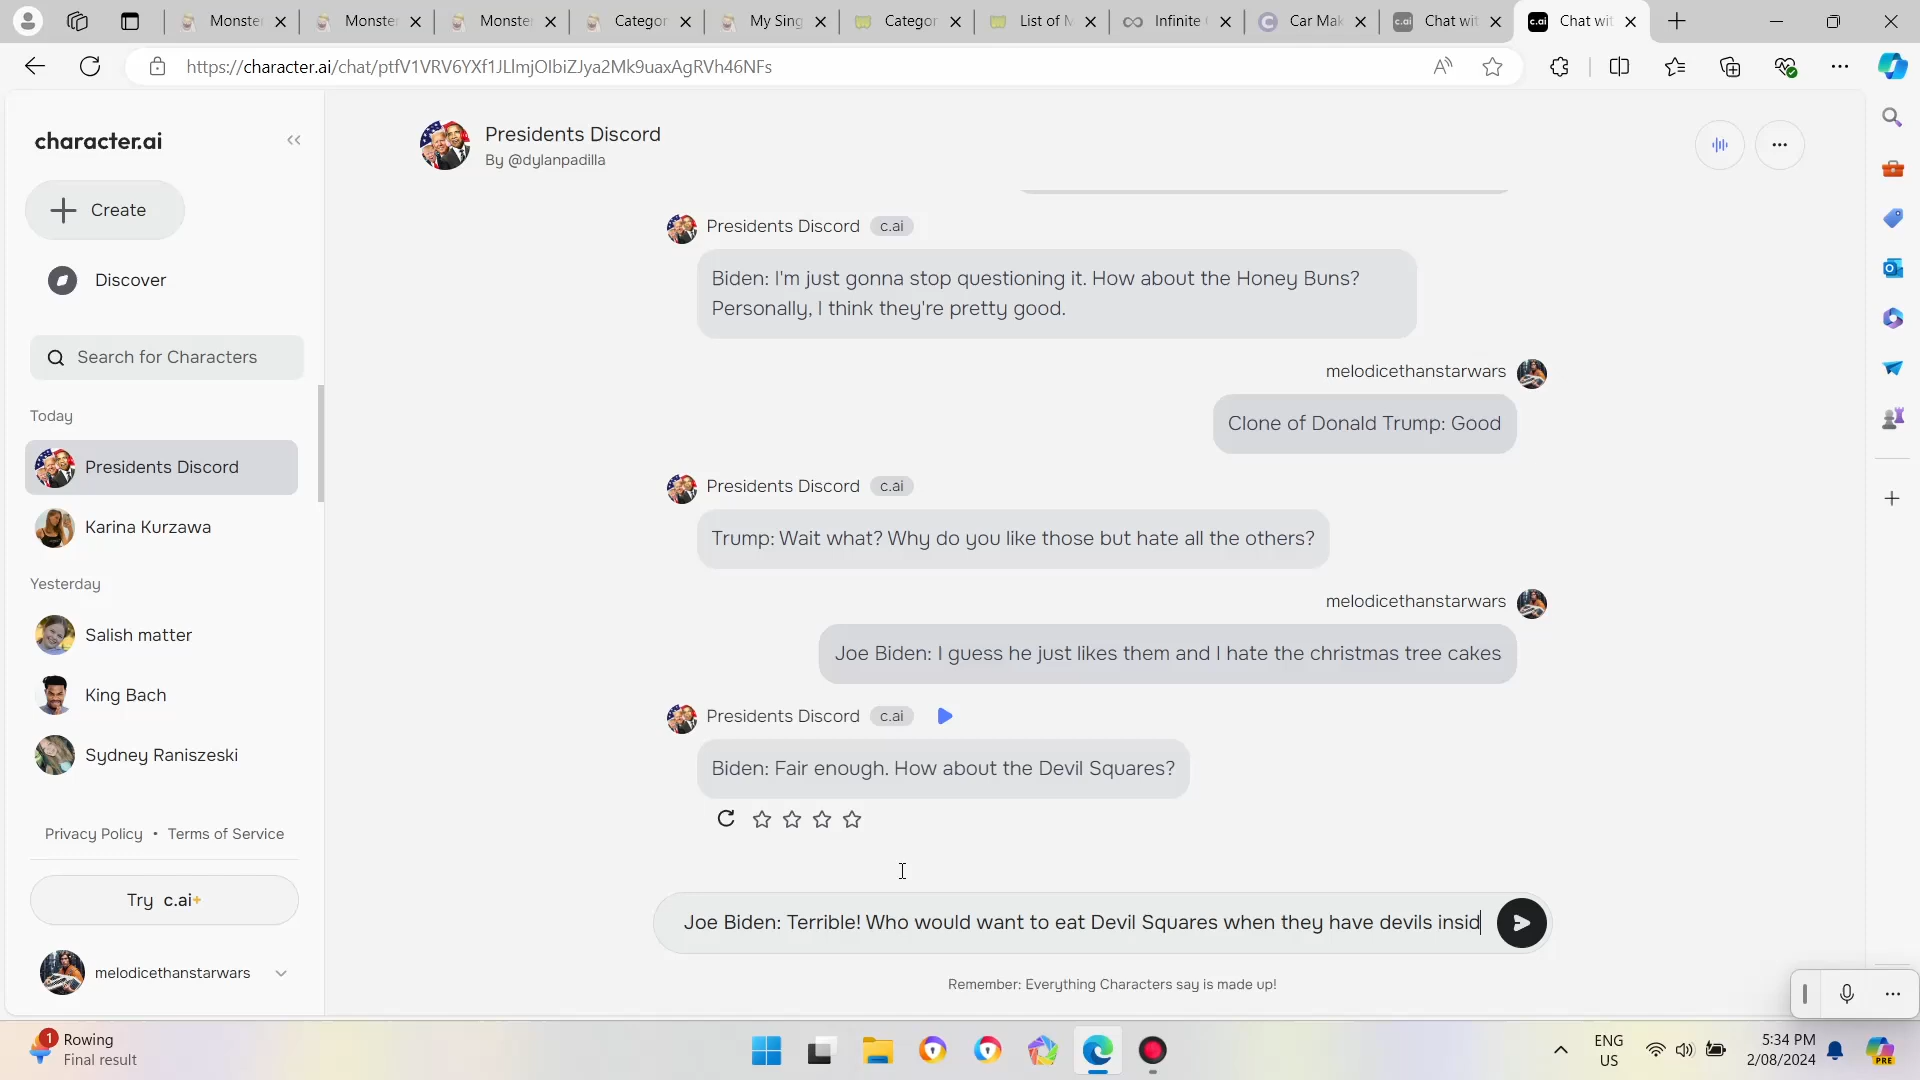 Monster
Monster
Monster
Categor
My Sing
Categor
List of M
Infinite
Car Mak
Chat wit
Chat wit
https://character.ai/chat/ptfV1VRV6YXf1JLlmjOIbiZJya2Mk9uaxAgRVh46NFs
character.ai
Create
Discover
Search for Characters
Today
Presidents Discord
Karina Kurzawa
Yesterday
Salish matter
King Bach
Sydney Raniszeski
Privacy Policy • Terms of Service
Try c.ai+
melodicethanstarwars
Presidents Discord
By @dylanpadilla
Presidents Discord c.ai
Biden: I'm just gonna stop questioning it. How about the Honey Buns?
Personally, I think they're pretty good.
melodicethanstarwars
Clone of Donald Trump: Good
Presidents Discord c.ai
Trump: Wait what? Why do you like those but hate all the others?
melodicethanstarwars
Joe Biden: I guess he just likes them and I hate the christmas tree cakes
Presidents Discord c.ai
Biden: Fair enough. How about the Devil Squares?
Joe Biden: Terrible! Who would want to eat Devil Squares when they have devils insid
Remember: Everything Characters say is made up!
1
Rowing
Final result
ENG
US
5:34 PM
2/08/2024
PRE